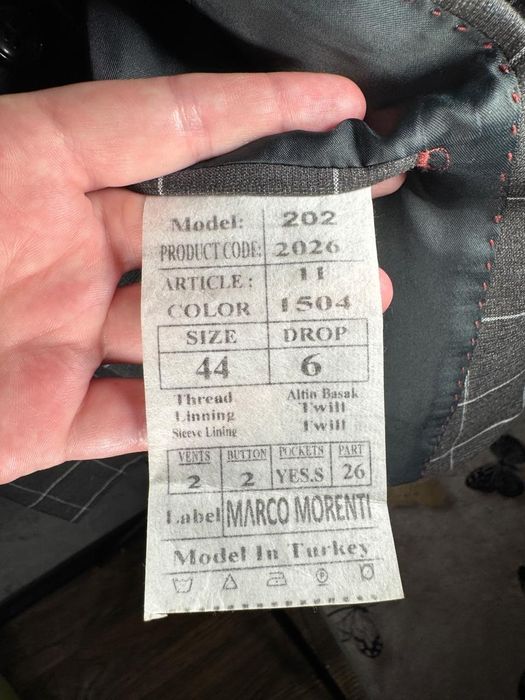 Model: 202
PRODUCT CODE: 2026
ARTICLE: 11
COLOR 1504
SIZE DROP
44 6
Thread Altin Basak
Linning Twill
Sleeve Lining Twill
VENTS BUTTON POCKETS PART
2 2 YES.S 26
Label MARCO MORENTI
Model In Turkey